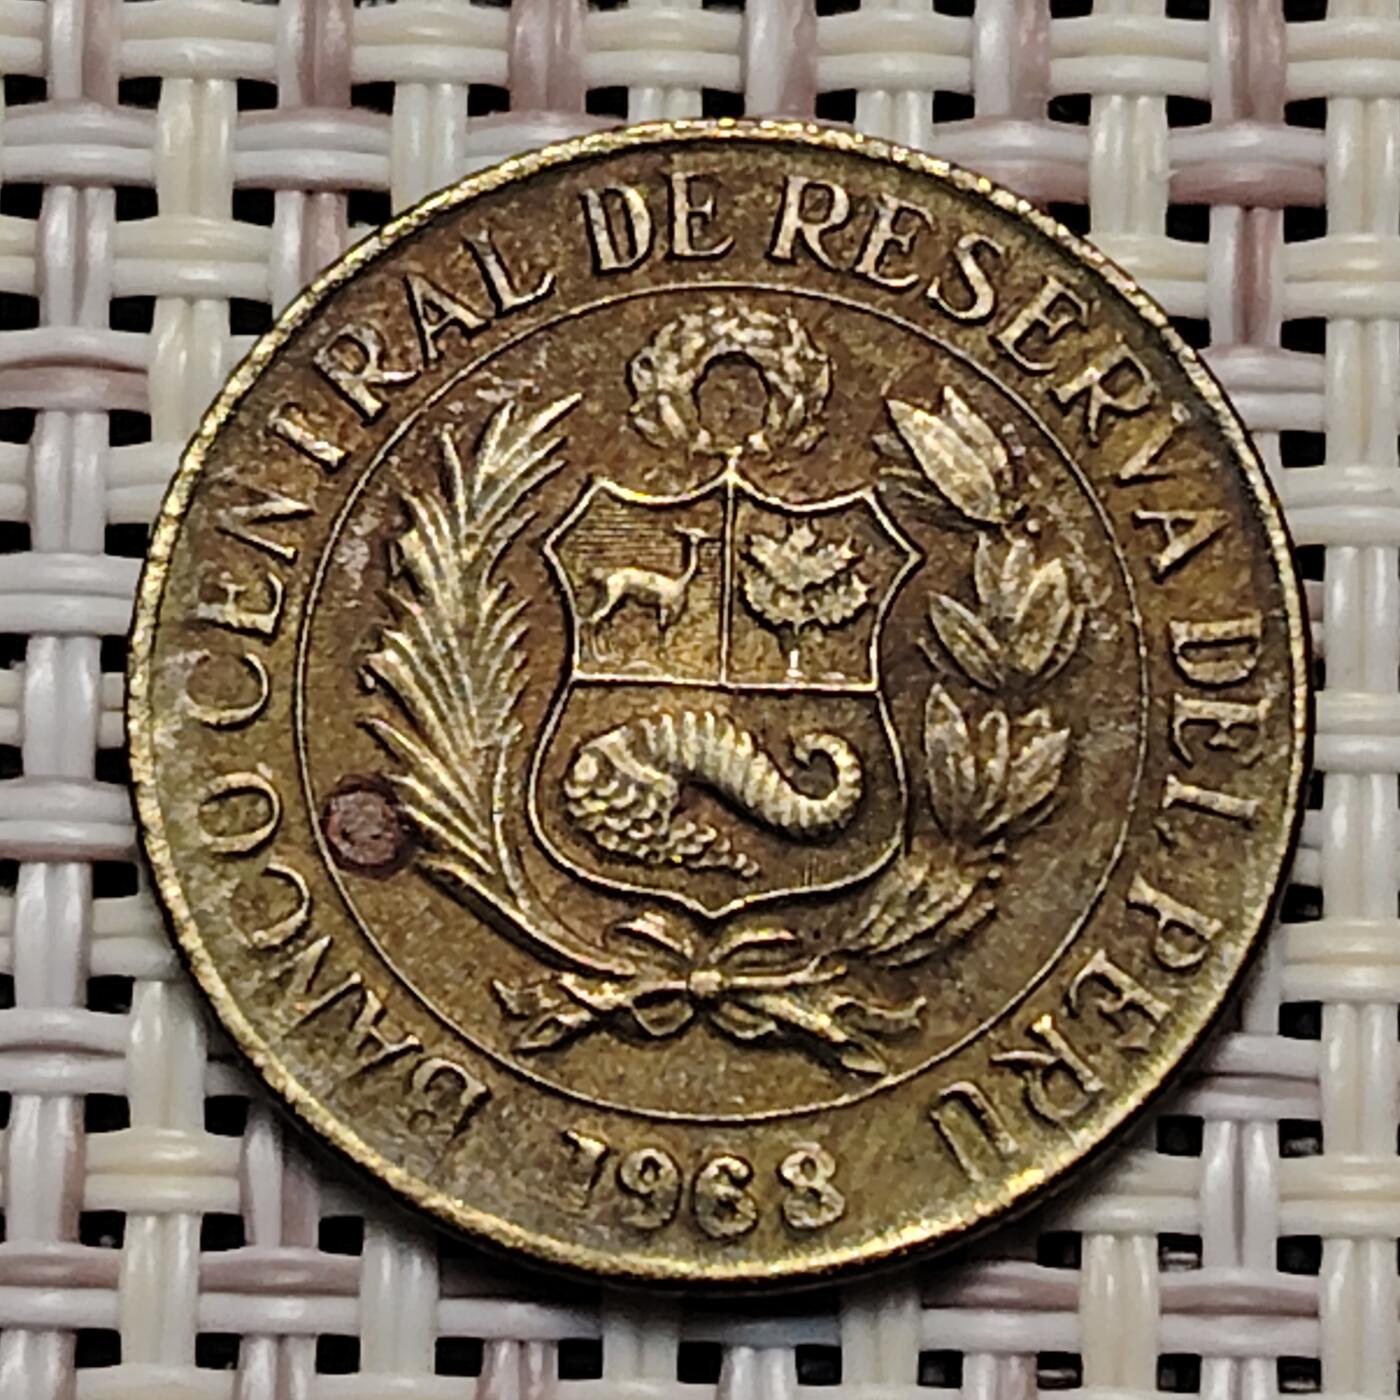 BANCO CENTRAL DE RESERVA DEL PERU
1968